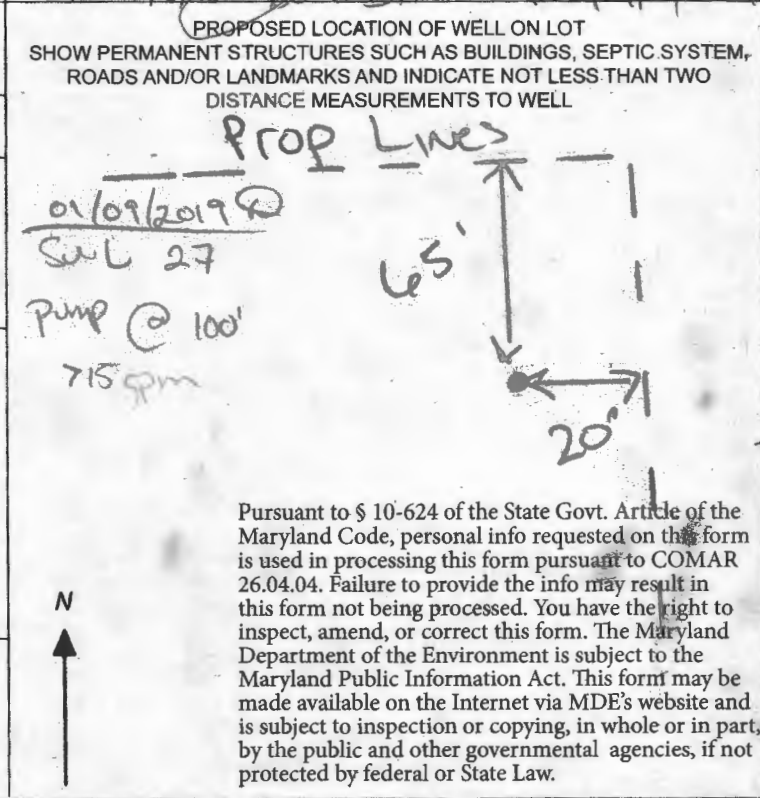 PROPOSED LOCATION OF WELL ON LOT
SHOW PERMANENT STRUCTURES SUCH AS BUILDINGS, SEPTIC SYSTEM,
ROADS AND/OR LANDMARKS AND INDICATE NOT LESS THAN TWO
DISTANCE MEASUREMENTS TO WELL
Prop Lines
01/09/2019
SWL 27
65'
pump @ 100'
>15 gpm
20"
Pursuant to § 10-624 of the State Govt. Article of the
Maryland Code, personal info requested on this form
is used in processing this form pursuant to COMAR
26.04.04. Failure to provide the info may result in
this form not being processed. You have the right to
inspect, amend, or correct this form. The Maryland
Department of the Environment is subject to the
Maryland Public Information Act. This form may be
made available on the Internet via MDE's website and
is subject to inspection or copying, in whole or in part,
by the public and other governmental agencies, if not
protected by federal or State Law.
N